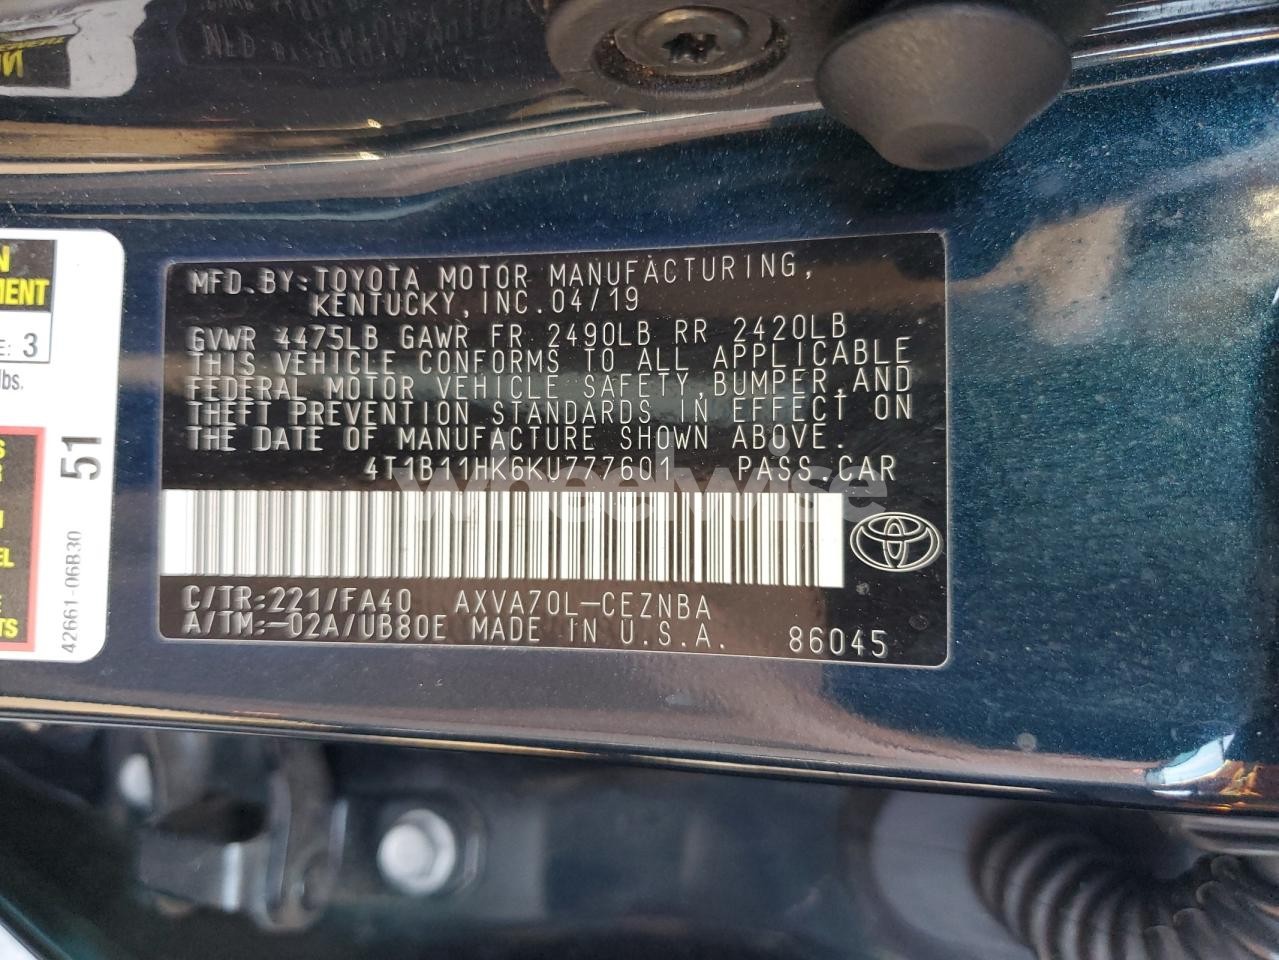 MFD.BY:TOYOTA MOTOR MANUFACTURING,
KENTUCKY, INC.04/19
GVWR 4475LB GAWR FR 2490LB RR 2420LB
THIS VEHICLE CONFORMS TO ALL APPLICABLE
FEDERAL MOTOR VEHICLE SAFETY,BUMPER,AND
THEFT PREVENTION STANDARDS IN EFFECT ON
THE DATE OF MANUFACTURE SHOWN ABOVE.
4T1B11HK6KU777601 PASS.CAR
wheelwise
C/TR:221/FA40 AXVA70L-CEZNBA
A/TM:-02A/UB80E MADE IN U.S.A. 86045
3
lbs.
51
42661-06B30